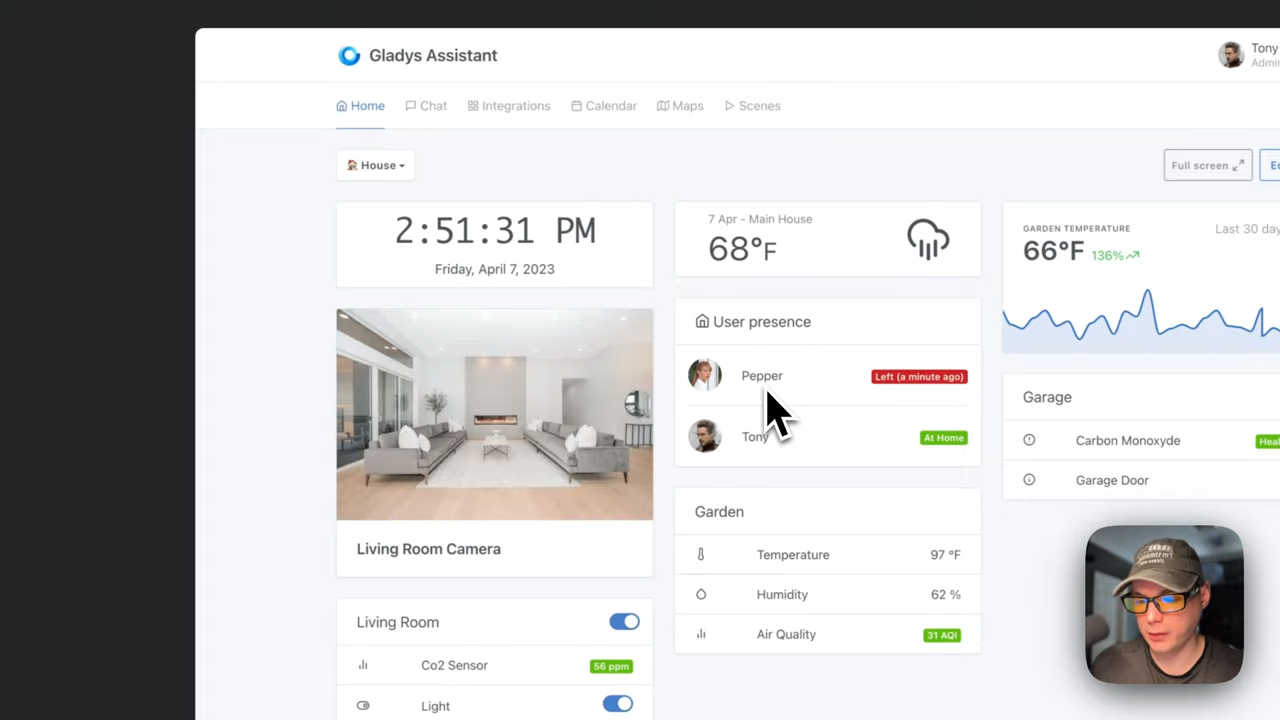 Gladys Assistant
Tony
Admin
Home
Chat
Integrations
Calendar
Maps
Scenes
House
Full screen
2:51:31 PM
Friday, April 7, 2023
Living Room Camera
Living Room
Co2 Sensor
56 ppm
Light
7 Apr - Main House
68°F
User presence
Pepper
Left (a minute ago)
Tony
At Home
Garden
Temperature
97 °F
Humidity
62 %
Air Quality
31 AQI
GARDEN TEMPERATURE
Last 30 day
66°F 136%
Garage
Carbon Monoxyde
Heal
Garage Door